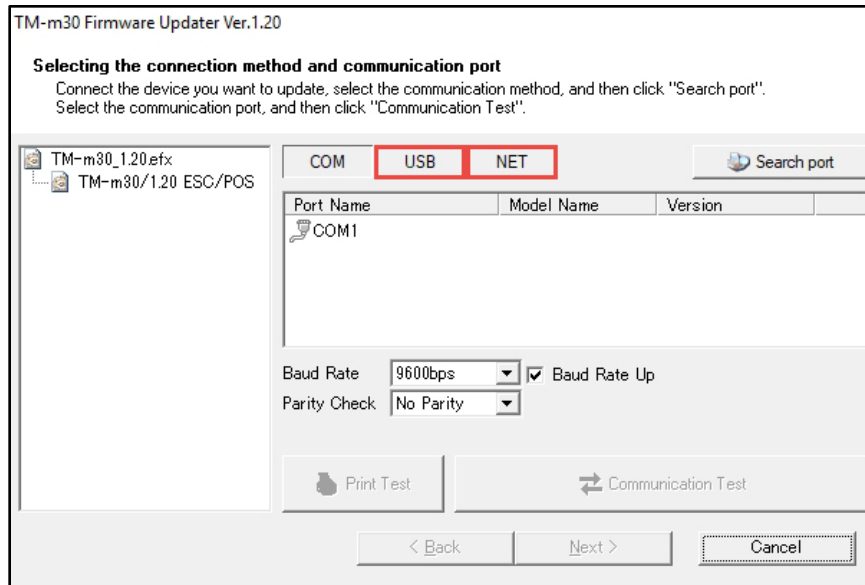 TM-m30 Firmware Updater Ver.1.20
Selecting the connection method and communication port
Connect the device you want to update, select the communication method, and then click "Search port".
Select the communication port, and then click "Communication Test".
TM-m30_1.20.efx
TM-m30/1.20 ESC/POS
COM USB NET Search port
Port Name Model Name Version
COM1
Baud Rate 9600bps Baud Rate Up
Parity Check No Parity
Print Test Communication Test
< Back Next > Cancel